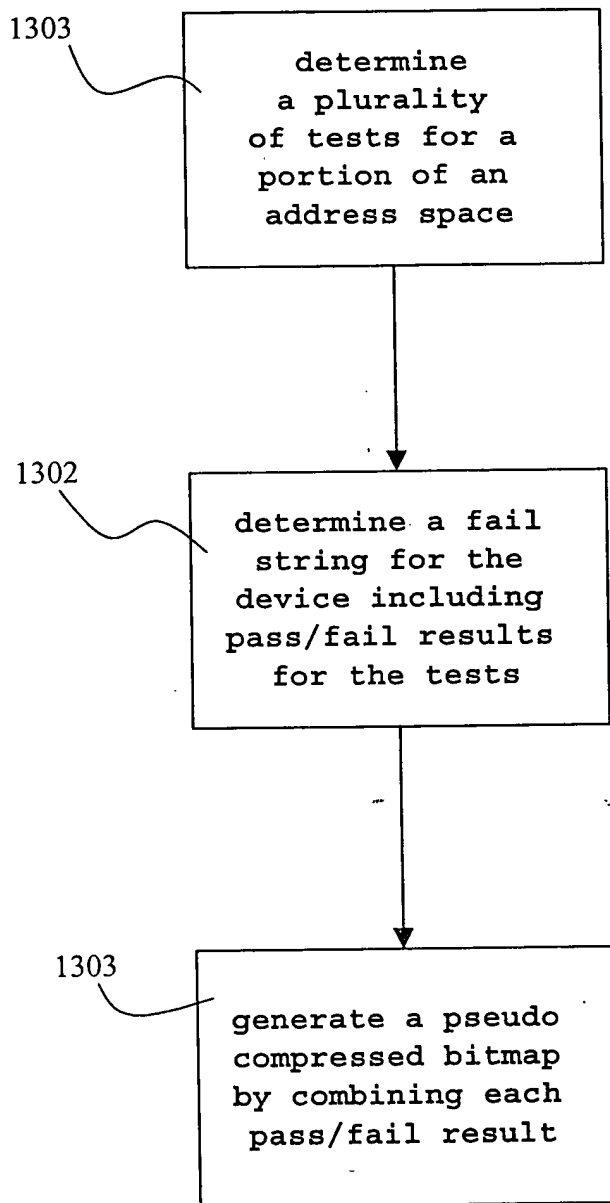 1303
determine
a plurality
of tests for a
portion of an
address space
1302
determine a fail
string for the
device including
pass/fail results
for the tests
1303
generate a pseudo
compressed bitmap
by combining each
pass/fail result